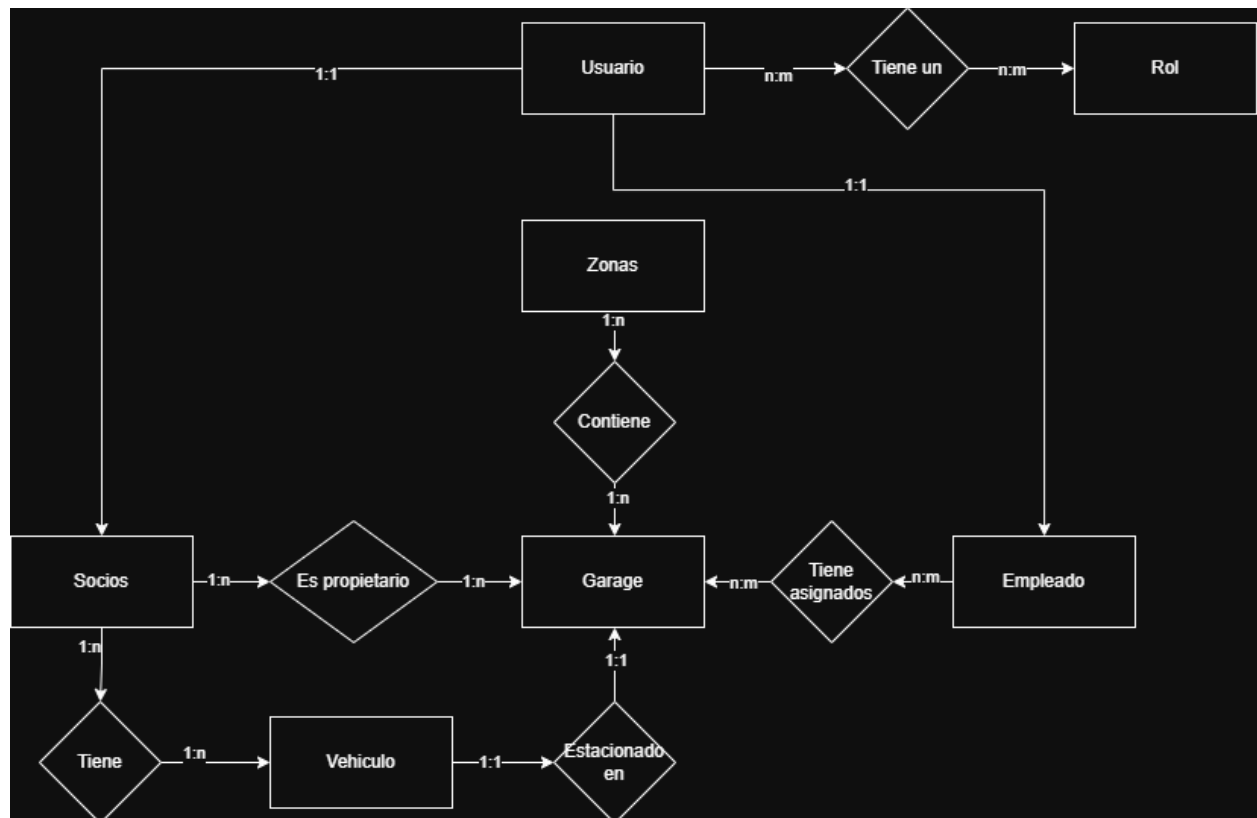 Usuario
n:m
Tiene un
n:m
Rol
1:1
1:1
Zonas
1:n
Contiene
1:n
Socios
1:n
Es propietario
1:n
Garage
n:m
Tiene
asignados
n:m
Empleado
1:n
1:1
Tiene
1:n
Vehiculo
1:1
Estacionado
en